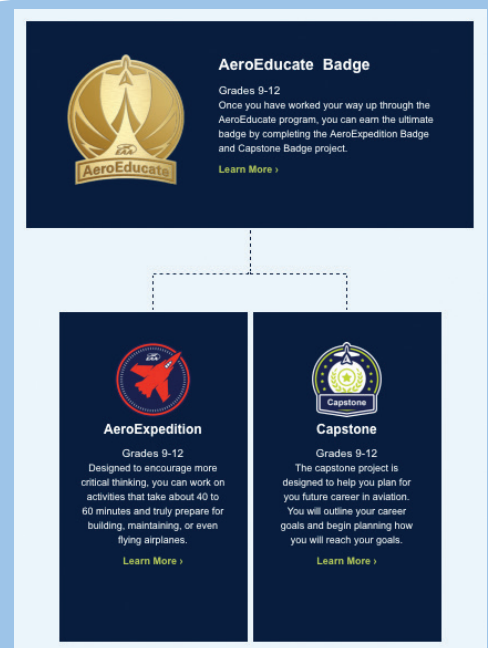 AeroEducate Badge
Grades 9-12
Once you have worked your way up through the
AeroEducate program, you can earn the ultimate
badge by completing the AeroExpedition Badge
and Capstone Badge project.
Learn More ›
EAA
AeroEducate
EAA
AeroExpedition
Grades 9-12
Designed to encourage more
critical thinking, you can work on
activities that take about 40 to
60 minutes and truly prepare for
building, maintaining, or even
flying airplanes.
Learn More ›
Capstone
Capstone
Grades 9-12
The capstone project is
designed to help you plan for
you future career in aviation.
You will outline your career
goals and begin planning how
you will reach your goals.
Learn More ›